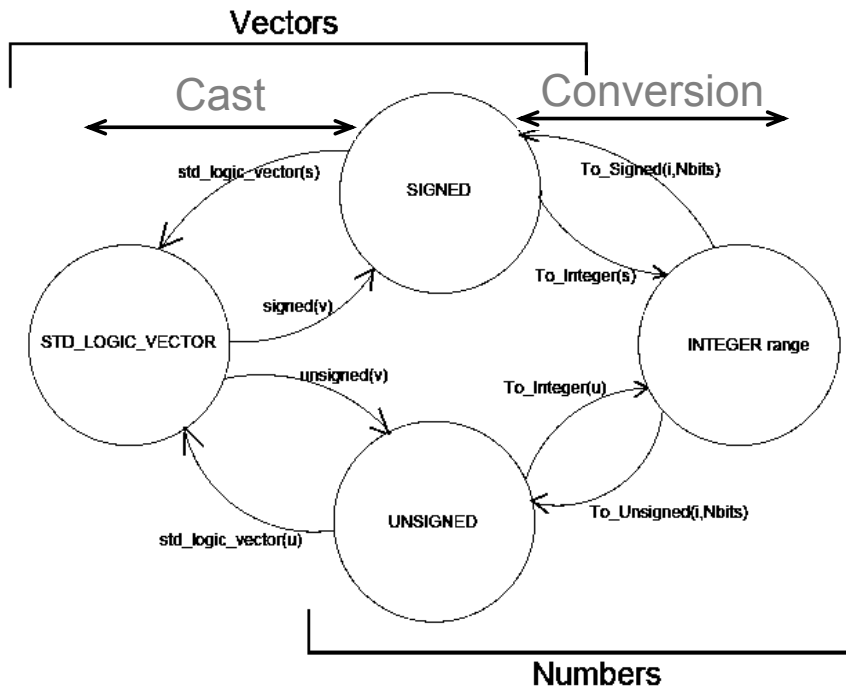 Vectors
Cast
Conversion
std_logic_vector(s)
To_Signed(i,Nbits)
SIGNED
To_Integer(s)
signed(v)
STD_LOGIC_VECTOR
INTEGER range
unsigned(v)
To_Integer(u)
UNSIGNED
To_Unsigned(i,Nbits)
std_logic_vector(u)
Numbers